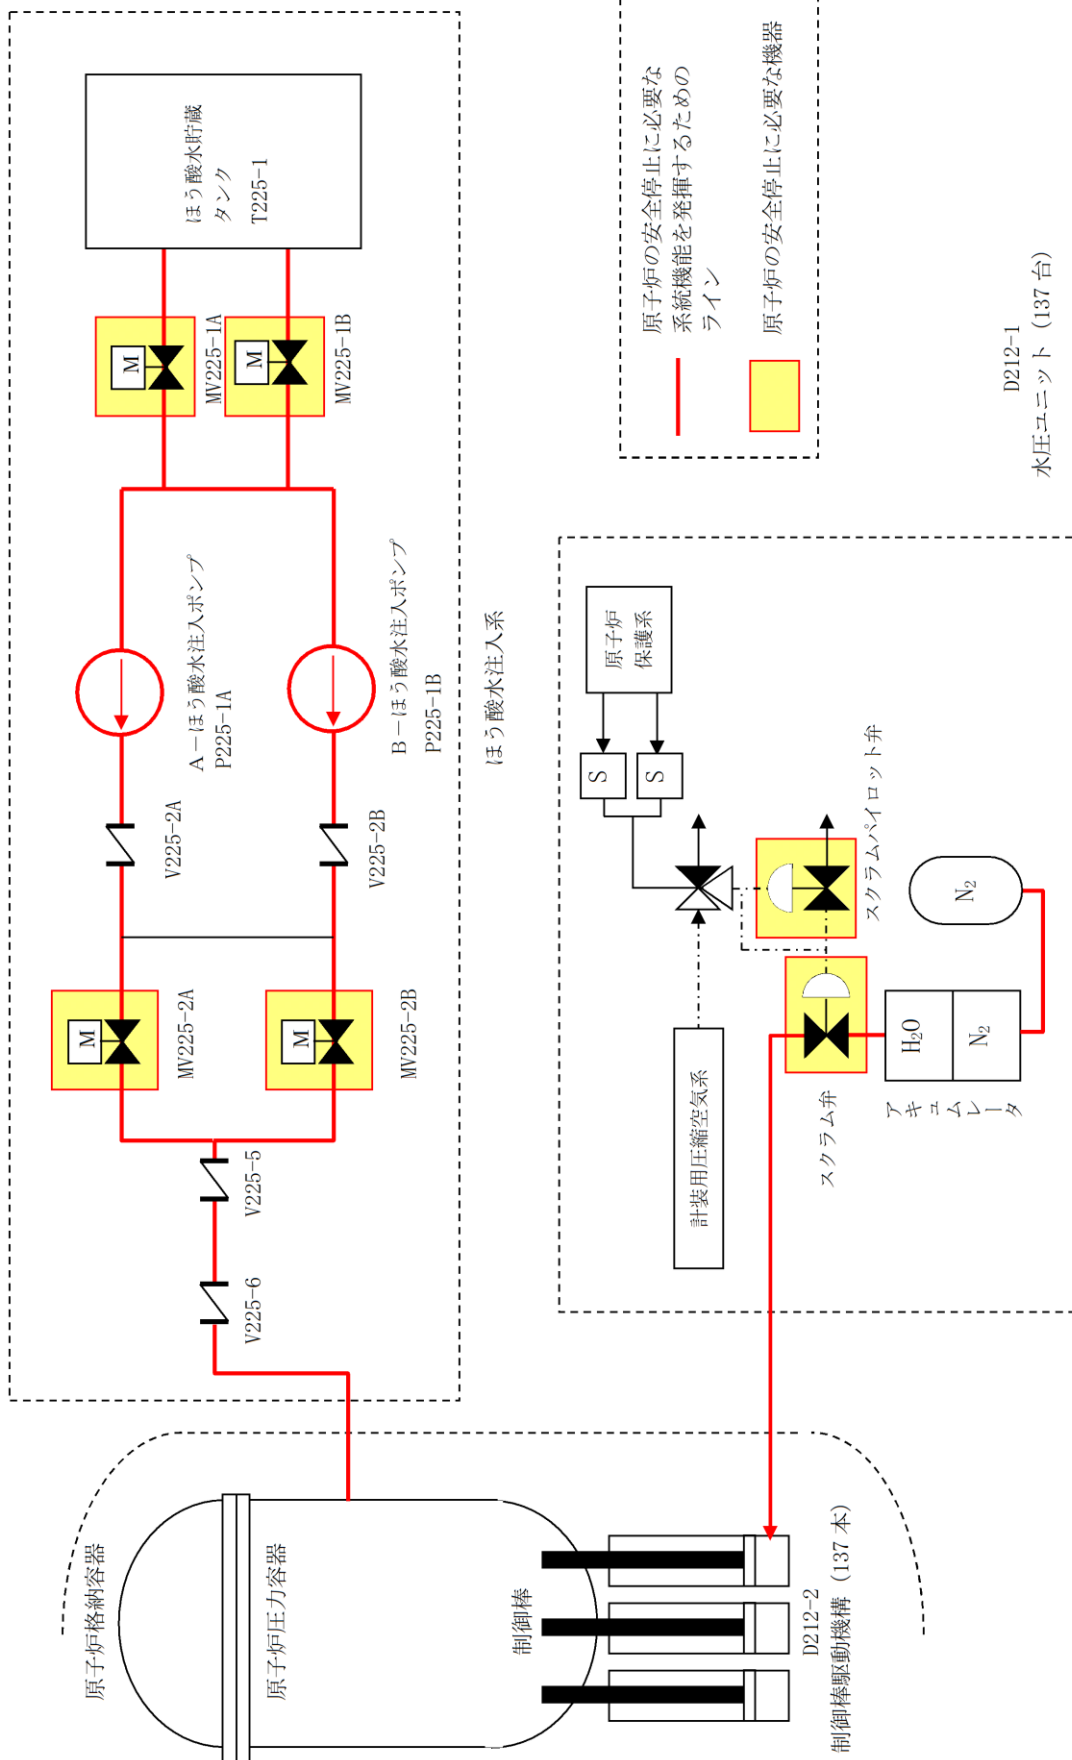 原子炉格納容器
原子炉圧力容器
制御棒
D212-2
制御棒駆動機構（137 本）
V225-6
V225-5
M
MV225-2A
M
MV225-2B
V225-2A
V225-2B
A－ほう酸水注入ポンプ
P225-1A
B－ほう酸水注入ポンプ
P225-1B
M
MV225-1A
M
MV225-1B
ほう酸水貯蔵
タンク
T225-1
ほう酸水注入系
計装用圧縮空気系
スクラム弁
アキュムレータ
H₂O
N₂
N₂
スクラムパイロット弁
S
S
原子炉
保護系
D212-1
水圧ユニット（137 台）
原子炉の安全停止に必要な
系統機能を発揮するための
ライン
原子炉の安全停止に必要な機器